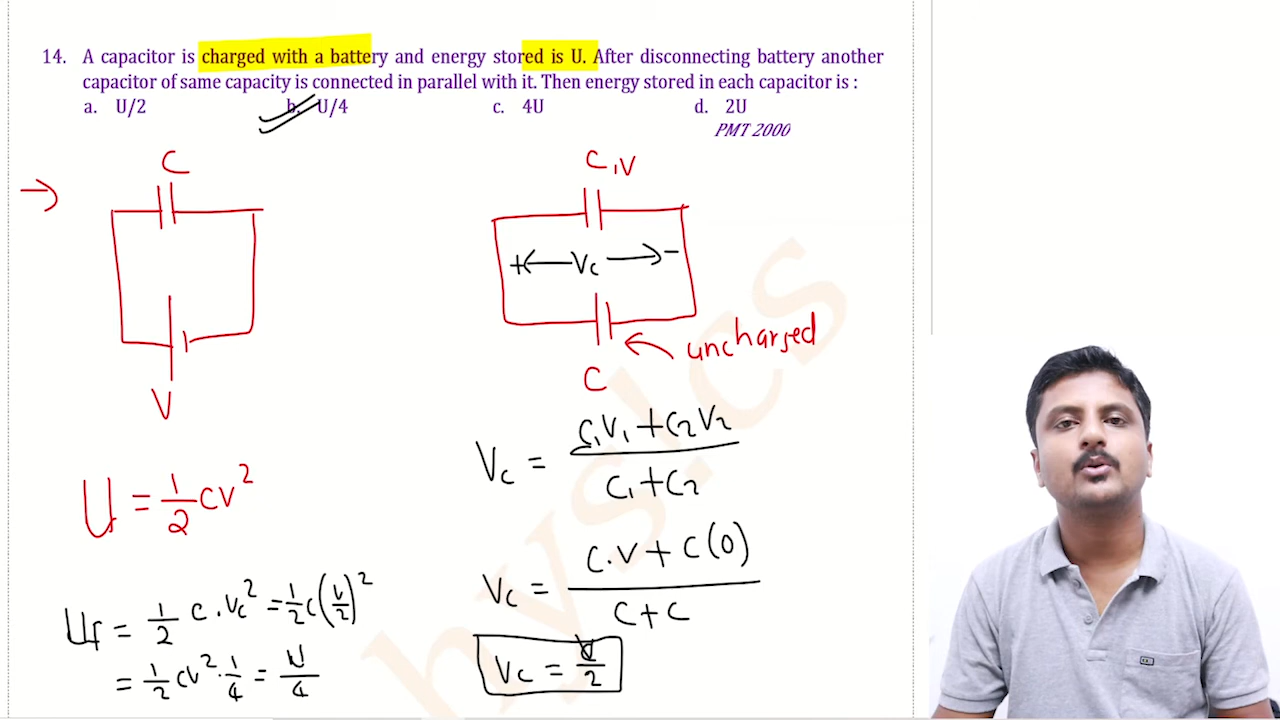 14. A capacitor is charged with a battery and energy stored is U. After disconnecting battery another
capacitor of same capacity is connected in parallel with it. Then energy stored in each capacitor is :
a. U/2 b. U/4 c. 4U d. 2U
PMT 2000
C
V
U = 1/2 cv²
Uf = 1/2 C . Vc² = 1/2 C (V/2)²
= 1/2 CV² . 1/4 = U/4
C, V
+ ← Vc → -
uncharged
C
Vc = C₁V₁ + C₂V₂ / C₁ + C₂
Vc = C.V + C(0) / C + C
Vc = V/2